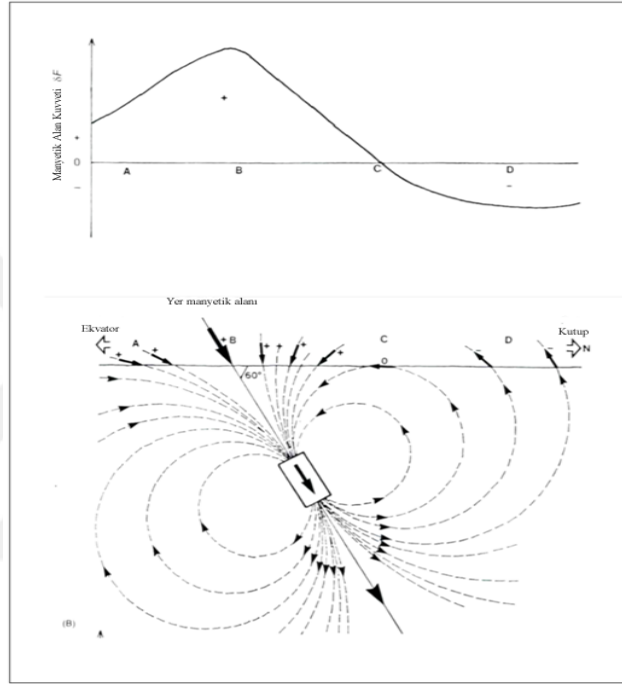 Manyetik Alan Kuvveti δF
+
0
−
+
A
B
C
D
−
Yer manyetik alanı
Ekvator
Kutup
A
+
B
C
D
N
+
+
+
+
+
+
0
−
−
60°
(B)